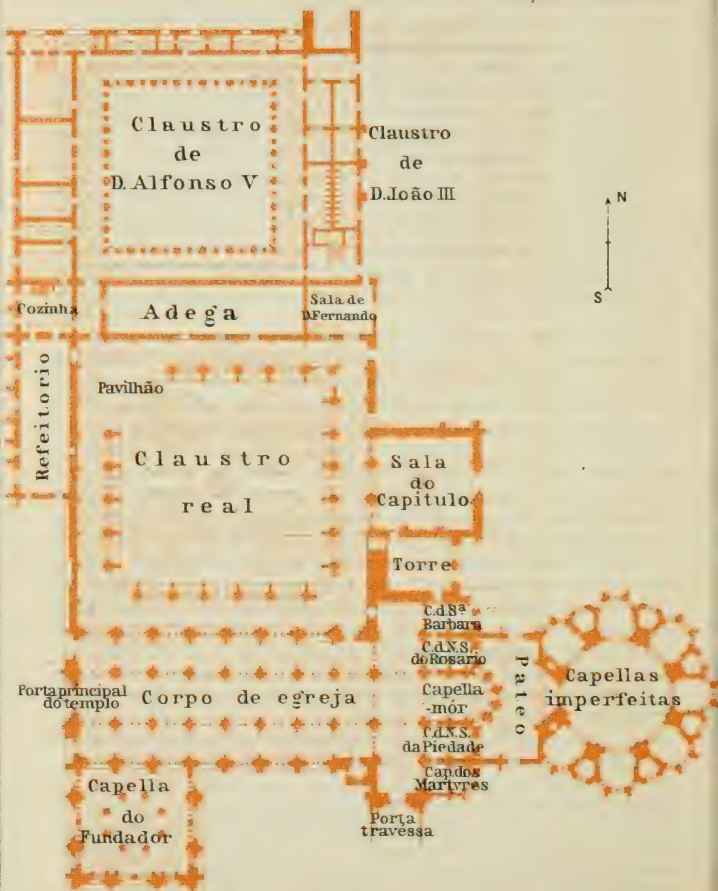 Claustro
de
D. Alfonso V
Claustro
de
D. João III
N
S
Cozinha
Adega
Sala de
D. Fernando
Refeitorio
Pavilhão
Claustro
real
Sala
do
Capitulo
Torre
C.d.Sª
Barbara
C.d.N.S.
do Rosario
Porta principal
do templo
Corpo de egreja
Capella
-mór
Pateo
Capellas
imperfeitas
C.d.N.S.
da Piedade
Cap.dos
Martyres
Capella
do
Fundador
Porta
travessa